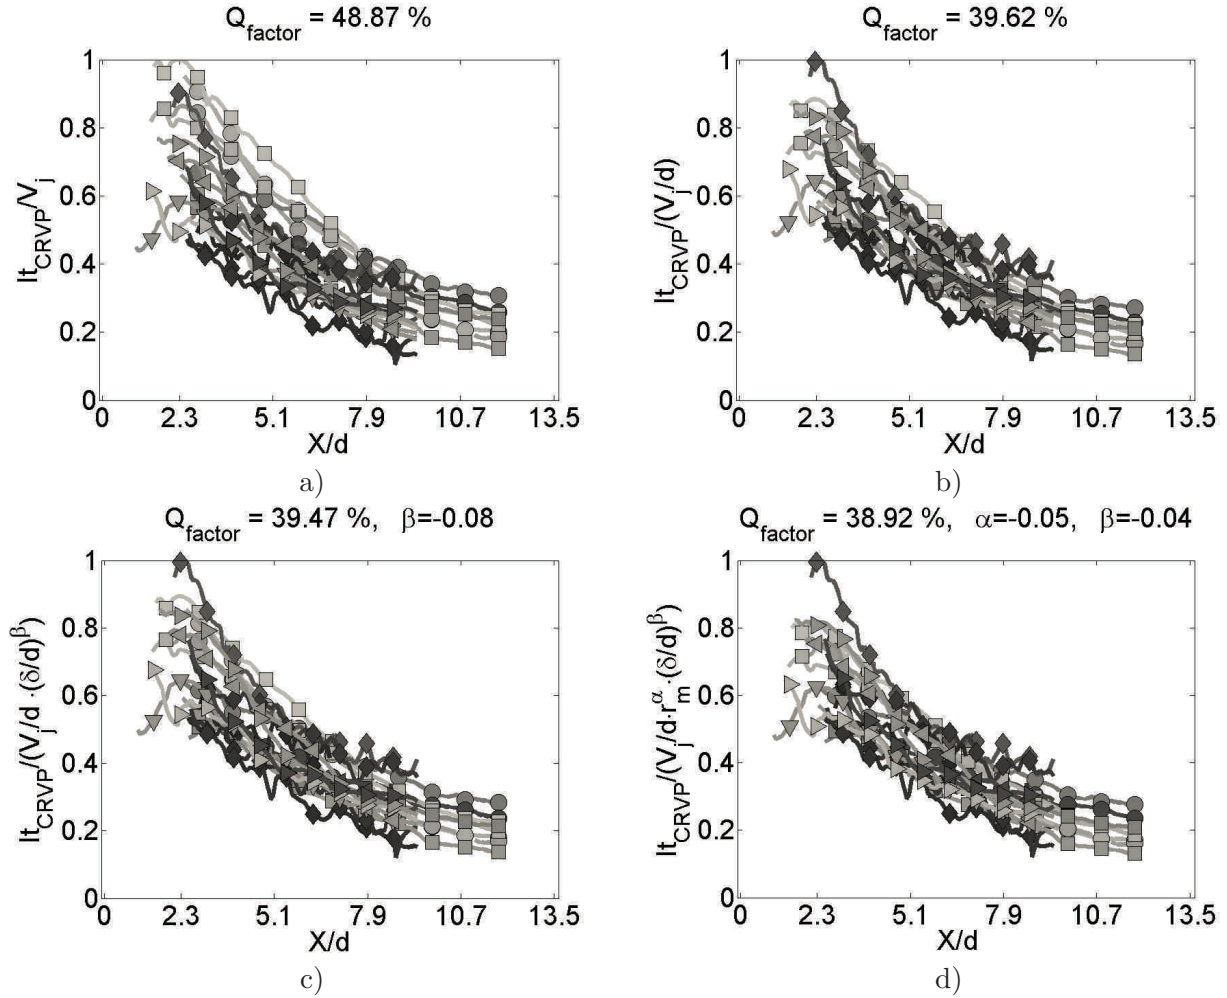 Q_factor = 48.87 %
1
0.8
0.6
0.4
0.2
0
0 2.3 5.1 7.9 10.7 13.5
X/d
It_CRVP/V_j
a)
Q_factor = 39.62 %
1
0.8
0.6
0.4
0.2
0
0 2.3 5.1 7.9 10.7 13.5
X/d
It_CRVP/(V_j/d)
b)
Q_factor = 39.47 %, β=-0.08
1
0.8
0.6
0.4
0.2
0
0 2.3 5.1 7.9 10.7 13.5
X/d
It_CRVP/(V_j/d·(δ/d)^β)
c)
Q_factor = 38.92 %, α=-0.05, β=-0.04
1
0.8
0.6
0.4
0.2
0
0 2.3 5.1 7.9 10.7 13.5
X/d
It_CRVP/(V_j/d·r_m^α·(δ/d)^β)
d)